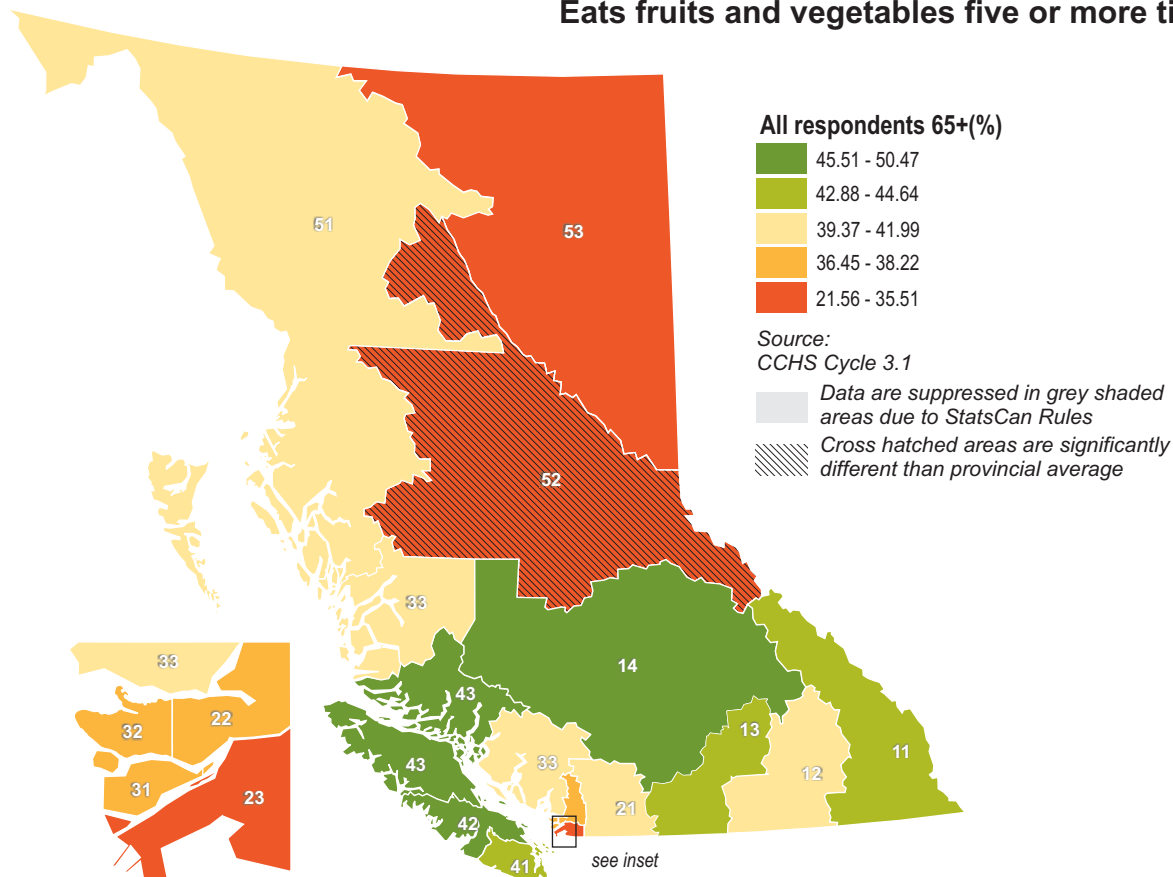 Eats fruits and vegetables five or more ti
All respondents 65+(%)
45.51 - 50.47
42.88 - 44.64
39.37 - 41.99
36.45 - 38.22
21.56 - 35.51
Source:
CCHS Cycle 3.1
Data are suppressed in grey shaded
areas due to StatsCan Rules
Cross hatched areas are significantly
different than provincial average
51
53
52
33
14
43
13
11
43
33
12
21
42
41
see inset
33
32
22
31
23